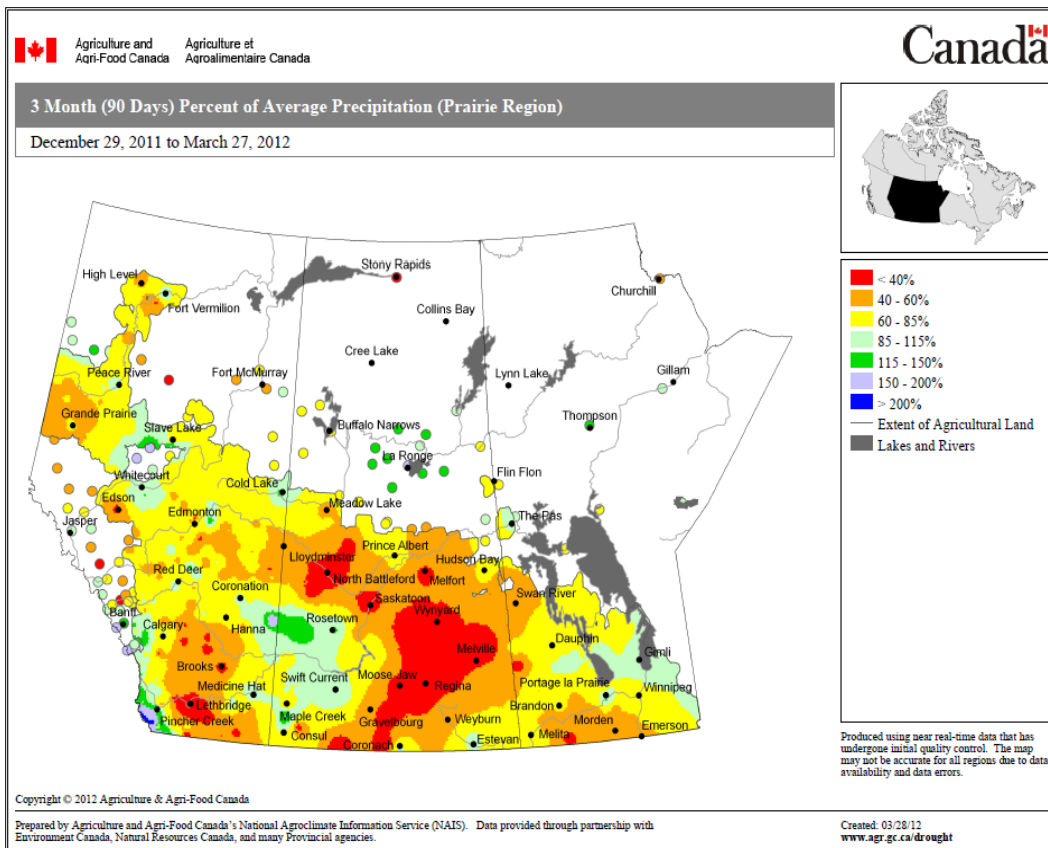 Agriculture and
Agri-Food Canada
Agriculture et
Agroalimentaire Canada
Canada
3 Month (90 Days) Percent of Average Precipitation (Prairie Region)
December 29, 2011 to March 27, 2012
< 40%
40 - 60%
60 - 85%
85 - 115%
115 - 150%
150 - 200%
> 200%
Extent of Agricultural Land
Lakes and Rivers
High Level
Fort Vermilion
Stony Rapids
Churchill
Collins Bay
Peace River
Fort McMurray
Cree Lake
Lynn Lake
Gillam
Grande Prairie
Slave Lake
Buffalo Narrows
Thompson
La Ronge
Whitecourt
Cold Lake
Flin Flon
Edson
Edmonton
Meadow Lake
Jasper
The Pas
Lloydminster
Prince Albert
Hudson Bay
Red Deer
North Battleford
Melfort
Coronation
Saskatoon
Swan River
Banff
Calgary
Hanna
Rosetown
Wynyard
Dauphin
Gimli
Brooks
Melville
Medicine Hat
Swift Current
Moose Jaw
Regina
Portage la Prairie
Winnipeg
Lethbridge
Pincher Creek
Maple Creek
Gravelbourg
Weyburn
Brandon
Morden
Emerson
Consul
Coronach
Estevan
Melita
Produced using near real-time data that has
undergone initial quality control. The map
may not be accurate for all regions due to data
availability and data errors.
Copyright © 2012 Agriculture & Agri-Food Canada
Prepared by Agriculture and Agri-Food Canada's National Agroclimate Information Service (NAIS). Data provided through partnership with
Environment Canada, Natural Resources Canada, and many Provincial agencies.
Created: 03/28/12
www.agr.gc.ca/drought